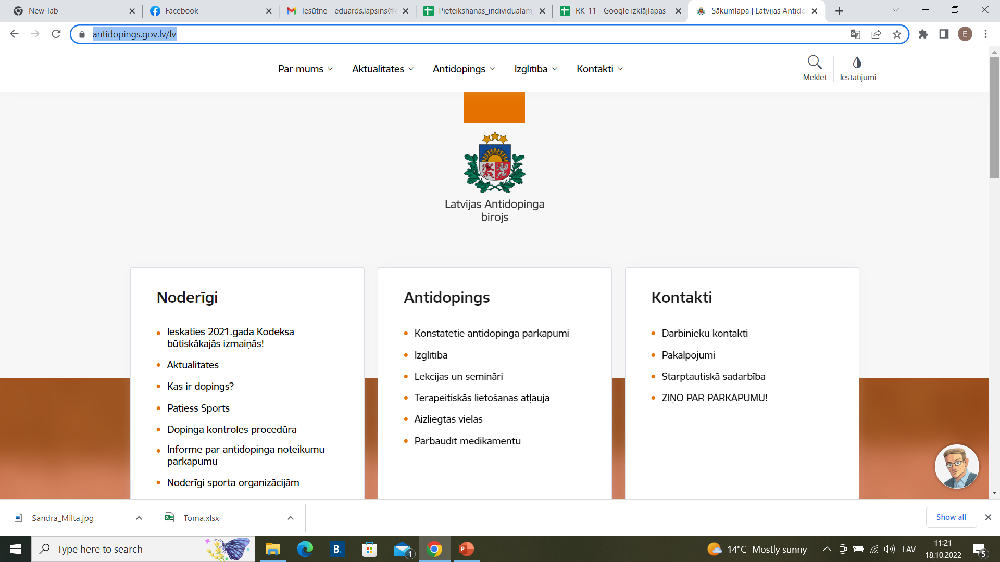 New Tab
Facebook
Iesūtne - eduards.lapsins@g
Pieteikshanas_individualam
RK-11 - Google izklājlapas
Sākumlapa | Latvijas Antido
antidopings.gov.lv/lv
E
Par mums
Aktualitātes
Antidopings
Izglītība
Kontakti
Meklēt
Iestatījumi
Latvijas Antidopinga
birojs
Noderīgi
Ieskaties 2021.gada Kodeksa
būtiskākajās izmaiņās!
Aktualitātes
Kas ir dopings?
Patiess Sports
Dopinga kontroles procedūra
Informē par antidopinga noteikumu
pārkāpumu
Noderīgi sporta organizācijām
Antidopings
Konstatētie antidopinga pārkāpumi
Izglītība
Lekcijas un semināri
Terapeitiskās lietošanas atļauja
Aizliegtās vielas
Pārbaudīt medikamentu
Kontakti
Darbinieku kontakti
Pakalpojumi
Starptautiskā sadarbība
ZIŅO PAR PĀRKĀPUMU!
Sandra_Milta.jpg
Toma.xlsx
Show all
Type here to search
B.
1
P
14°C Mostly sunny
LAV
11:21
18.10.2022
5